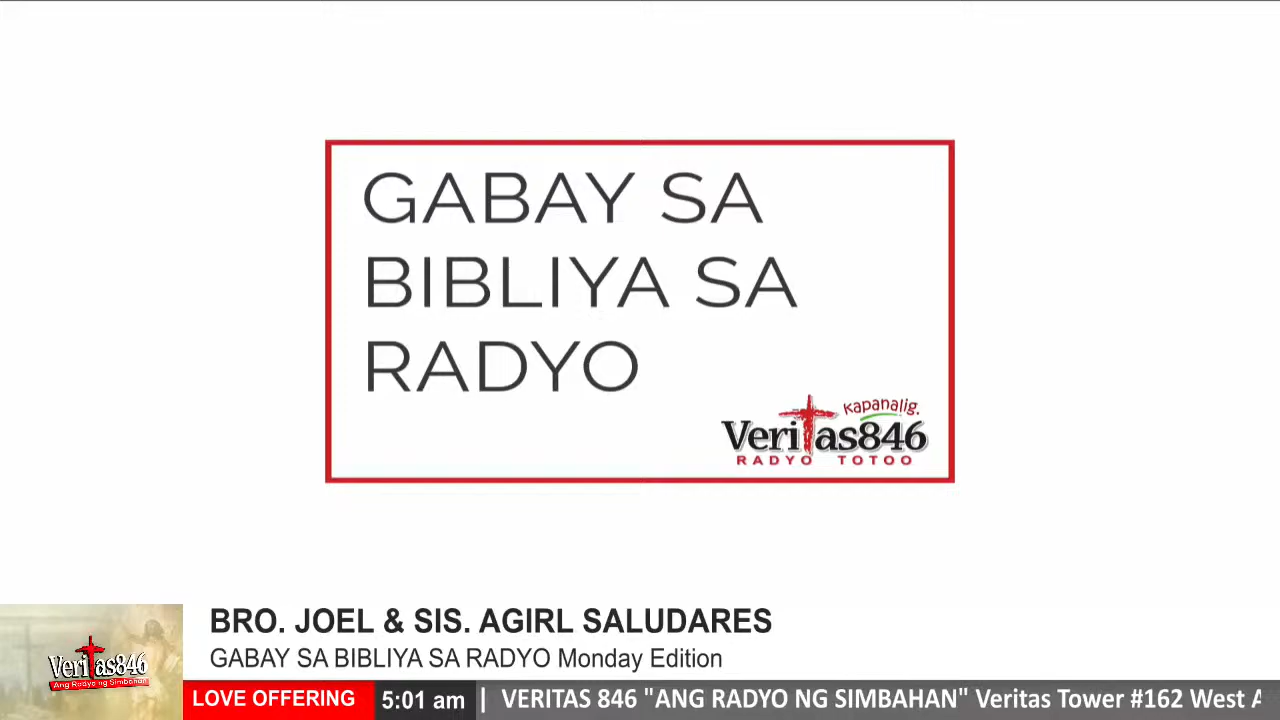 GABAY SA
BIBLIYA SA
RADYO
Kapanalig.
Veritas846
RADYO TOTOO
BRO. JOEL & SIS. AGIRL SALUDARES
GABAY SA BIBLIYA SA RADYO Monday Edition
Veritas846
Ang Radyo ng Simbahan
LOVE OFFERING 5:01 am | VERITAS 846 "ANG RADYO NG SIMBAHAN" Veritas Tower #162 West A